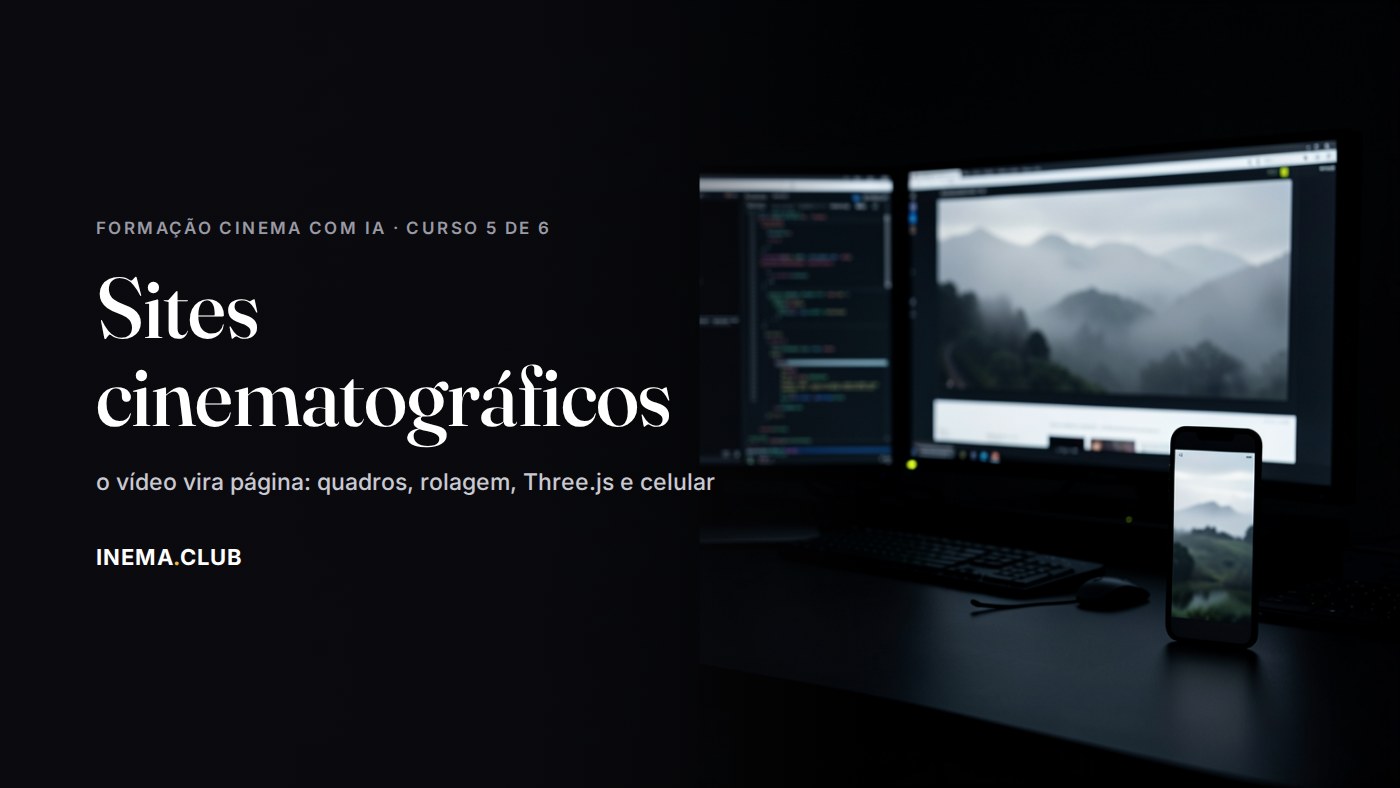 FORMAÇÃO CINEMA COM IA · CURSO 5 DE 6
Sites
cinematográficos
o vídeo vira página: quadros, rolagem, Three.js e celular
INEMA.CLUB